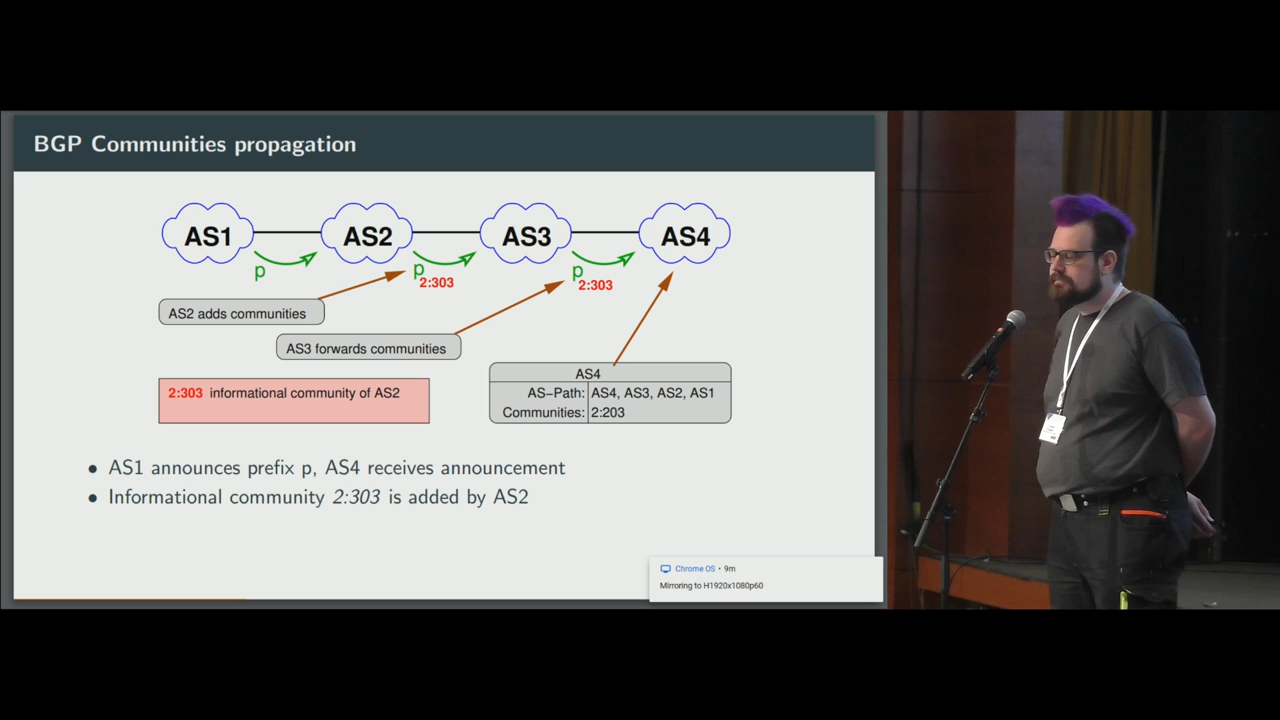 BGP Communities propagation
AS1
AS2
AS3
AS4
p
p
2:303
p
2:303
AS2 adds communities
AS3 forwards communities
2:303 informational community of AS2
AS4
AS−Path: AS4, AS3, AS2, AS1
Communities: 2:203
• AS1 announces prefix p, AS4 receives announcement
• Informational community 2:303 is added by AS2
Chrome OS • 9m
Mirroring to H1920x1080p60